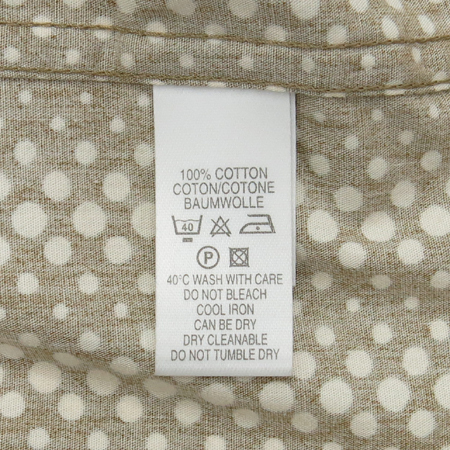 100% COTTON
COTON/COTONE
BAUMWOLLE
40
P
40°C WASH WITH CARE
DO NOT BLEACH
COOL IRON
CAN BE DRY
DRY CLEANABLE
DO NOT TUMBLE DRY